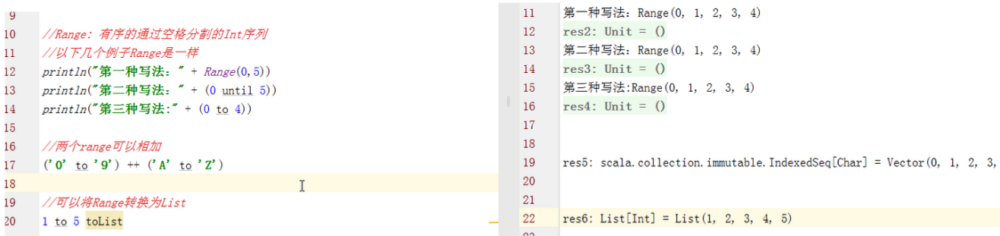 9
10 //Range: 有序的通过空格分割的Int序列
11 //以下几个例子Range是一样
12 println("第一种写法：" + Range(0,5))
13 println("第二种写法：" + (0 until 5))
14 println("第三种写法:" + (0 to 4))
15
16 //两个range可以相加
17 ('0' to '9') ++ ('A' to 'Z')
18
19 //可以将Range转换为List
20 1 to 5 toList
11 第一种写法：Range(0, 1, 2, 3, 4)
12 res2: Unit = ()
13 第二种写法：Range(0, 1, 2, 3, 4)
14 res3: Unit = ()
15 第三种写法:Range(0, 1, 2, 3, 4)
16 res4: Unit = ()
17
18
19 res5: scala.collection.immutable.IndexedSeq[Char] = Vector(0, 1, 2, 3,
20
21
22 res6: List[Int] = List(1, 2, 3, 4, 5)